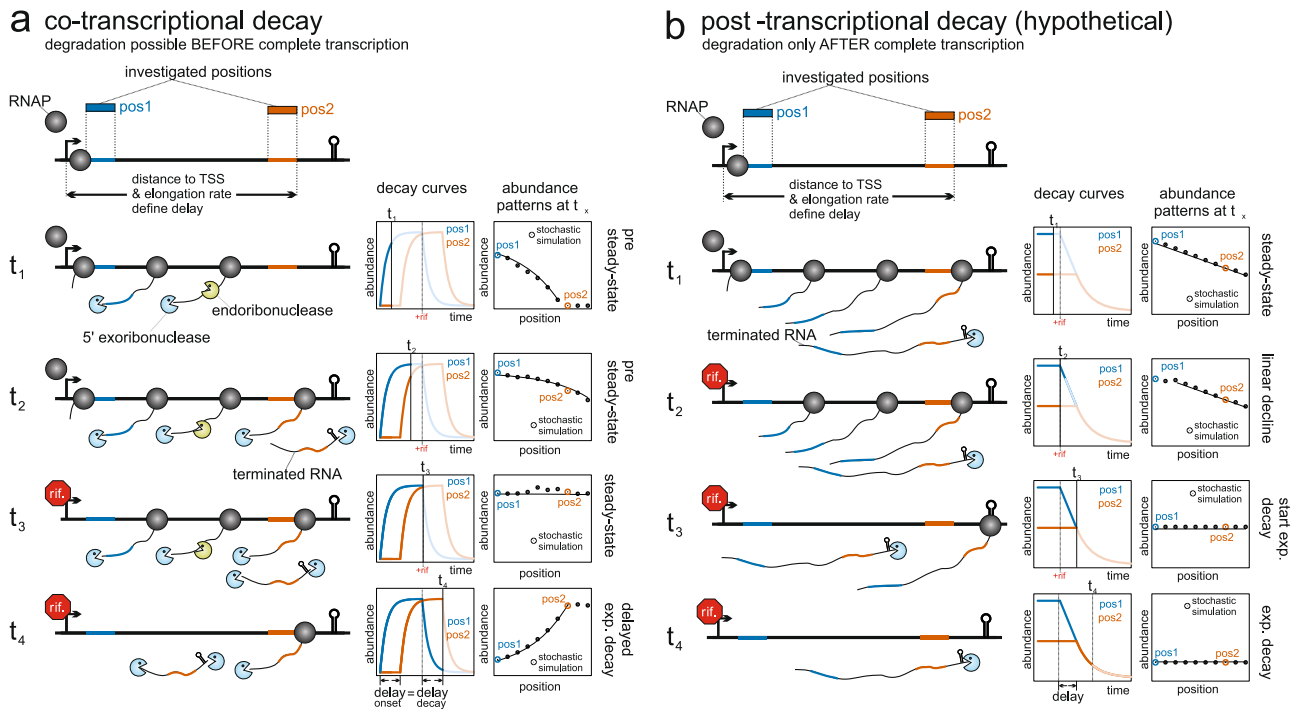 a co-transcriptional decay
degradation possible BEFORE complete transcription
investigated positions
RNAP
pos1
pos2
distance to TSS
& elongation rate
define delay
decay curves
abundance
patterns at t x
t1
t1
abundance
pos1
pos2
+rif
time
abundance
pos1
stochastic
simulation
pos2
position
pre
steady-state
endoribonuclease
5' exoribonuclease
t2
t2
abundance
pos1
pos2
+rif
time
abundance
pos1
pos2
stochastic
simulation
position
pre
steady-state
terminated RNA
t3
rif.
t3
abundance
pos1
pos2
+rif
time
abundance
pos1
pos2
stochastic
simulation
position
steady-state
t4
rif.
t4
abundance
pos1
pos2
time
delay = delay
onset decay
abundance
pos2
pos1
stochastic
simulation
position
delayed
exp. decay
b post -transcriptional decay (hypothetical)
degradation only AFTER complete transcription
investigated positions
RNAP
pos1
pos2
distance to TSS
& elongation rate
define delay
decay curves
abundance
patterns at t x
t1
t1
abundance
pos1
pos2
+rif
time
abundance
pos1
pos2
stochastic
simulation
position
steady-state
terminated RNA
t2
rif.
t2
abundance
pos1
pos2
+rif
time
abundance
pos1
pos2
stochastic
simulation
position
linear
decline
t3
rif.
t3
abundance
pos1
pos2
+rif
time
abundance
stochastic
simulation
pos1
pos2
position
start exp.
decay
t4
rif.
t4
abundance
pos1
pos2
time
delay
abundance
stochastic
simulation
pos1
pos2
position
exp. decay